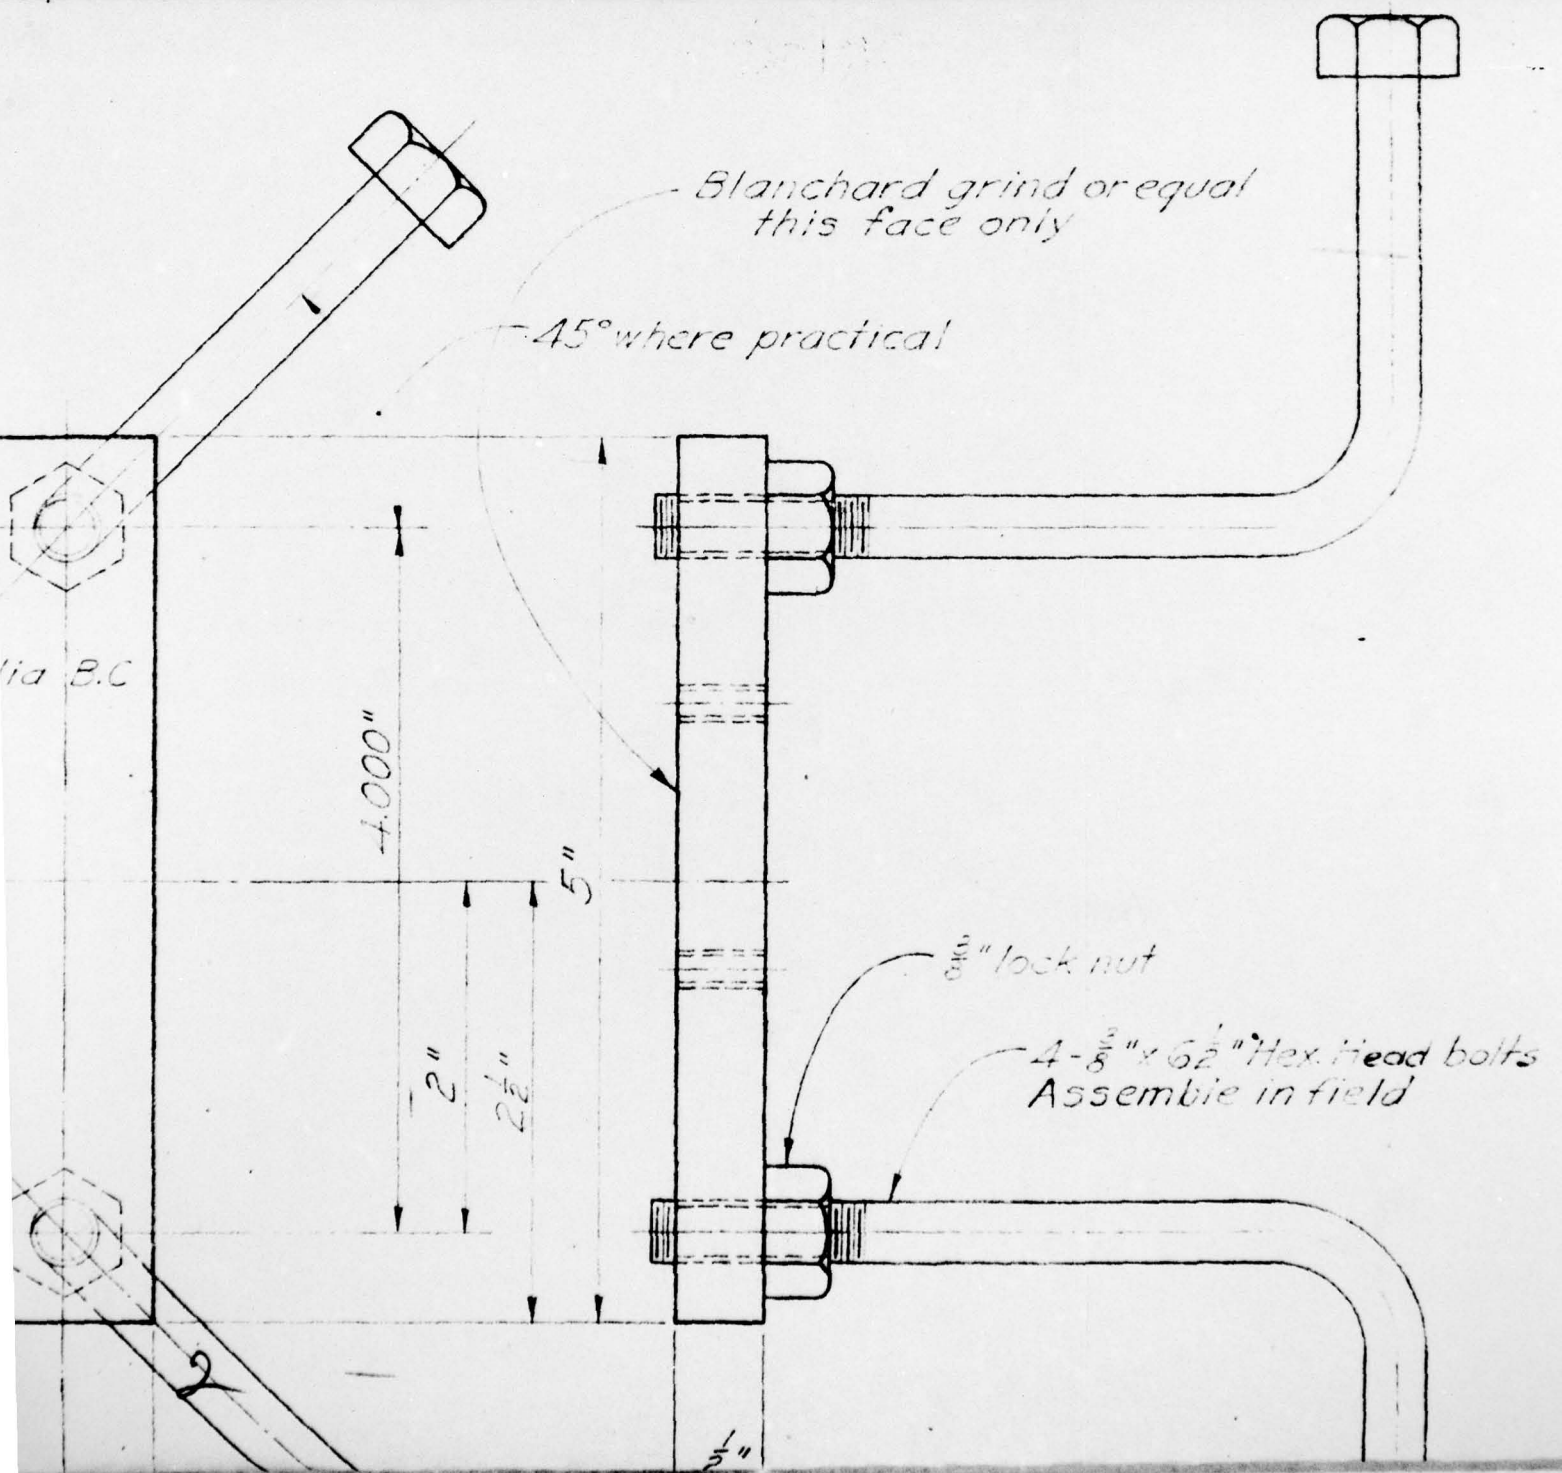 Blanchard grind or equal
this face only
45° where practical
dia B.C
4.000"
5"
2"
2½"
⅜" lock nut
4-⅜" x 6½" Hex. Head bolts
Assemble in field
2
½"